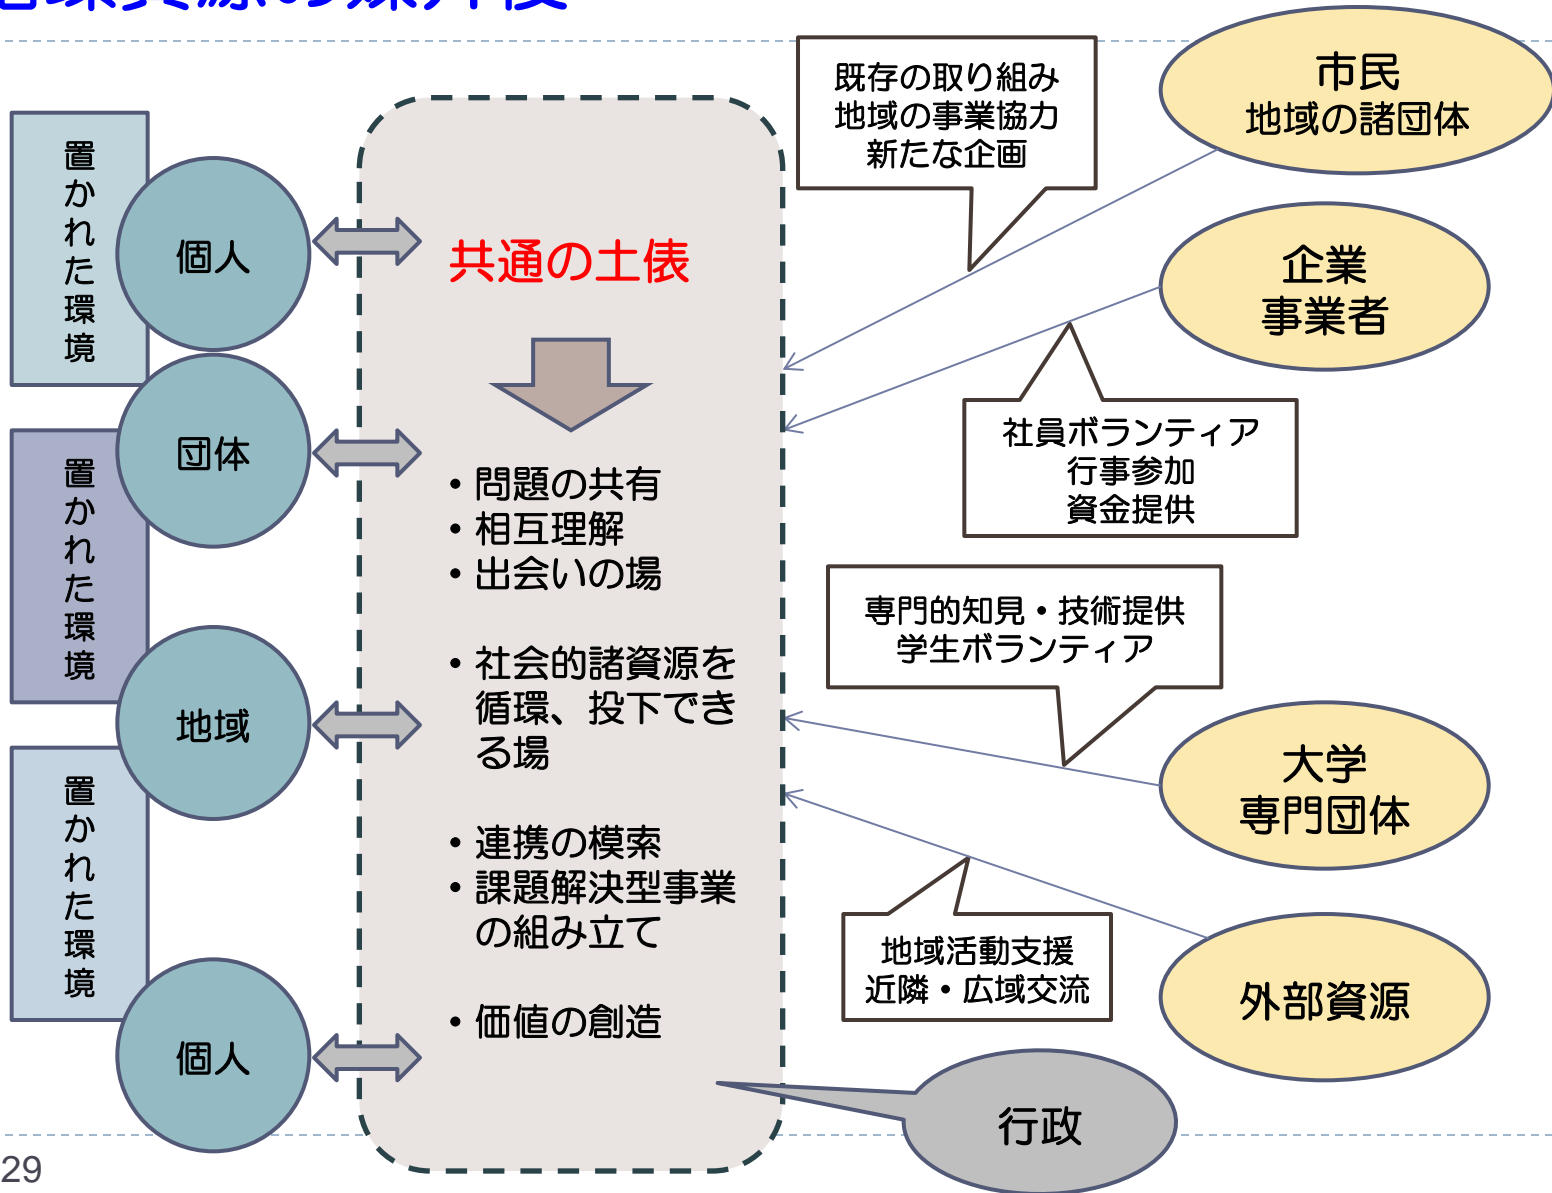 既存の取り組み
地域の事業協力
新たな企画
市民
地域の諸団体
置かれた環境
個人
共通の土俵
企業
事業者
団体
社員ボランティア
行事参加
資金提供
置かれた環境
・問題の共有
・相互理解
・出会いの場
専門的知見・技術提供
学生ボランティア
・社会的諸資源を
循環、投下でき
る場
地域
大学
専門団体
置かれた環境
・連携の模索
・課題解決型事業
の組み立て
地域活動支援
近隣・広域交流
外部資源
・価値の創造
個人
行政
29